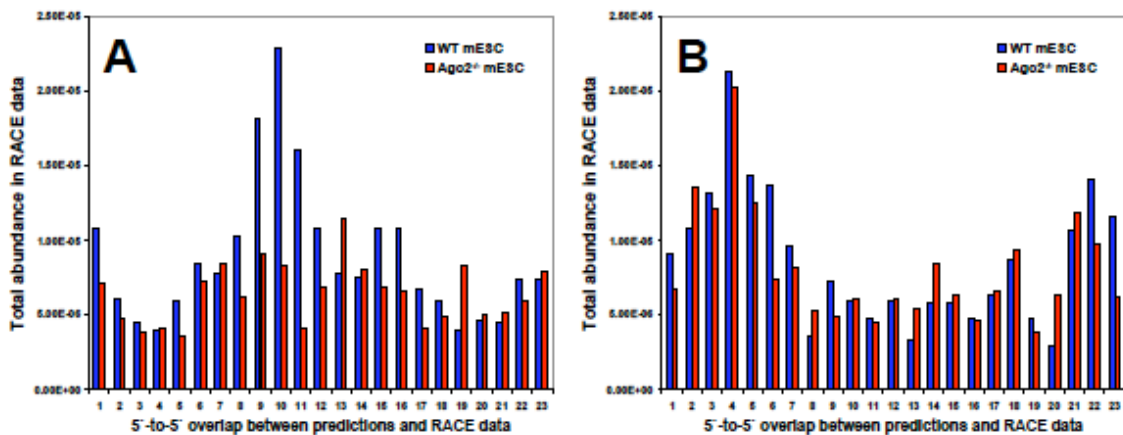 A
WT mESC
Ago2-/- mESC
Total abundance in RACE data
2.50E-05
2.00E-05
1.50E-05
1.00E-05
5.00E-06
0.00E+00
1 2 3 4 5 6 7 8 9 10 11 12 13 14 15 16 17 18 19 20 21 22 23
5´-to-5´ overlap between predictions and RACE data
B
WT mESC
Ago2-/- mESC
Total abundance in RACE data
2.50E-05
2.00E-05
1.50E-05
1.00E-05
5.00E-06
0.00E+00
1 2 3 4 5 6 7 8 9 10 11 12 13 14 15 16 17 18 19 20 21 22 23
5´-to-5´ overlap between predictions and RACE data